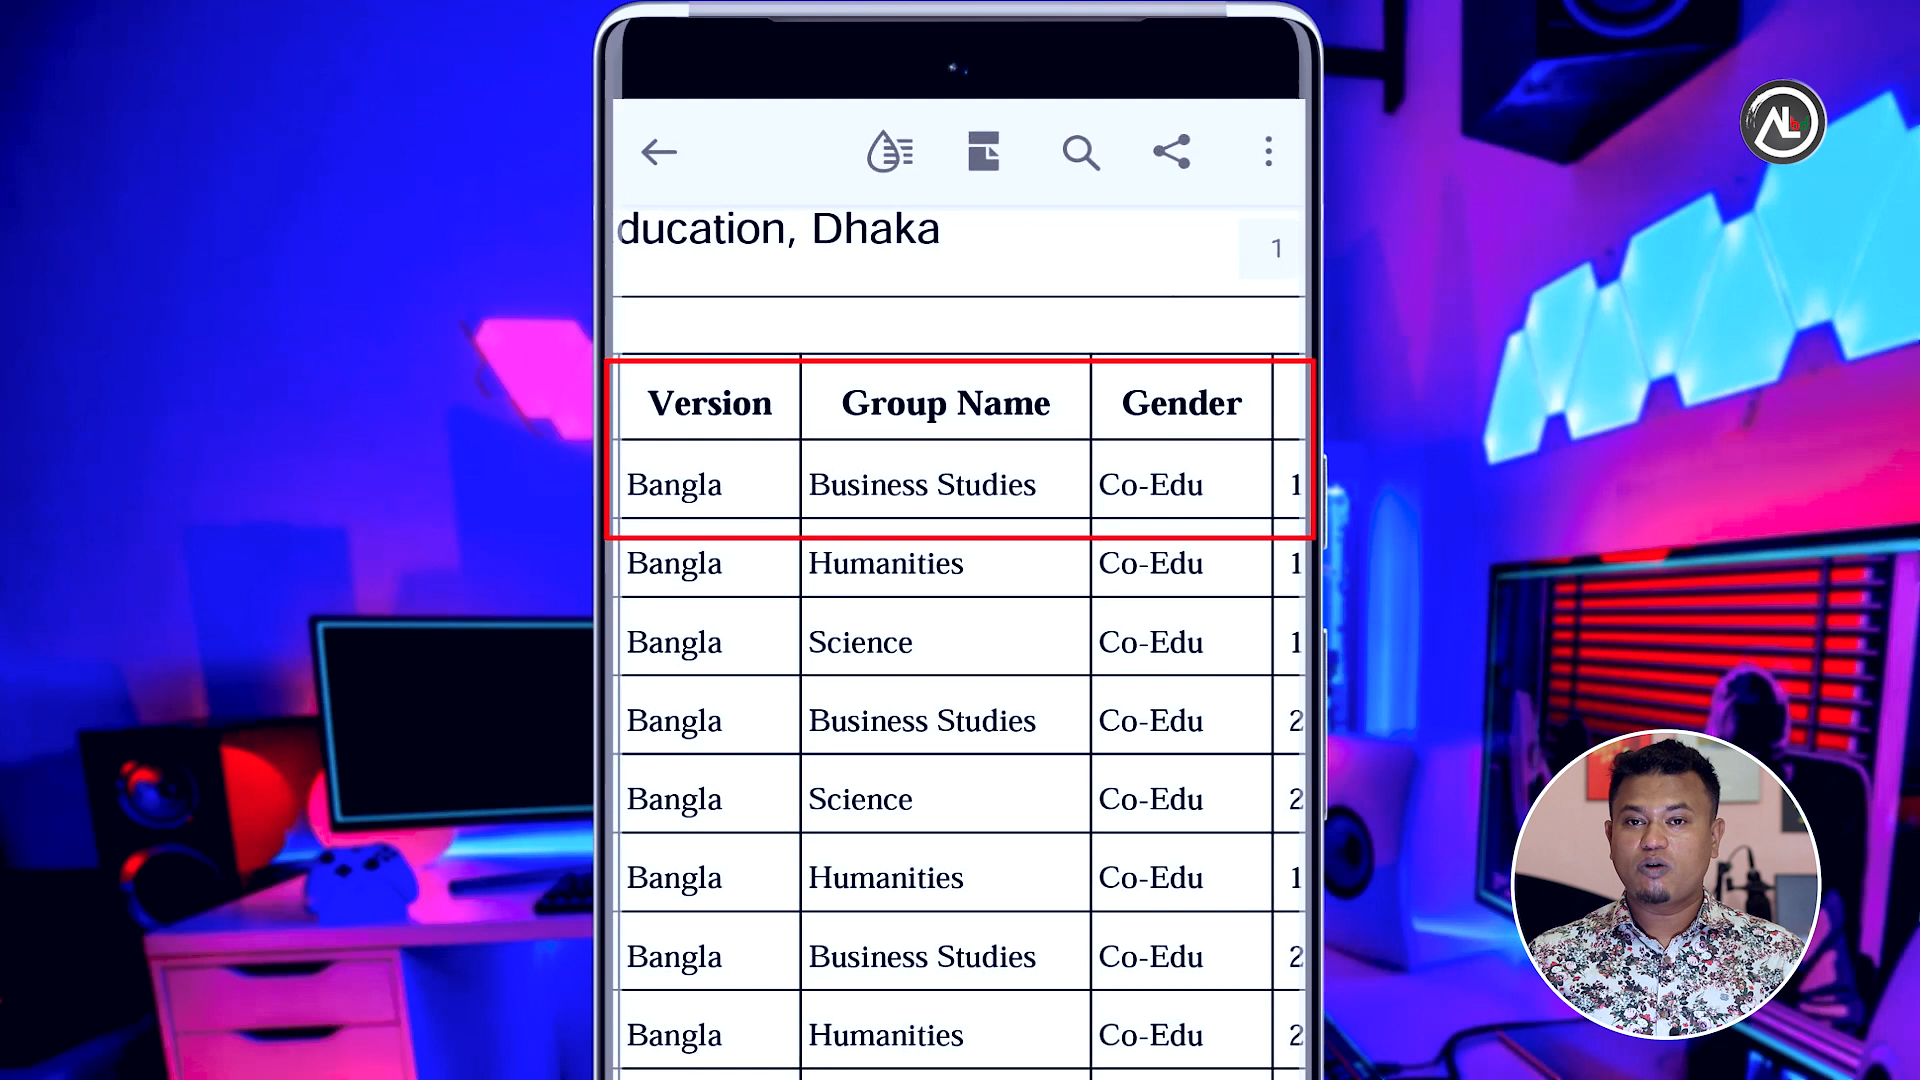 AL
ducation, Dhaka
1
Version Group Name Gender
Bangla Business Studies Co-Edu 1
Bangla Humanities Co-Edu 1
Bangla Science Co-Edu 1
Bangla Business Studies Co-Edu 2
Bangla Science Co-Edu 2
Bangla Humanities Co-Edu 1
Bangla Business Studies Co-Edu 2
Bangla Humanities Co-Edu 2